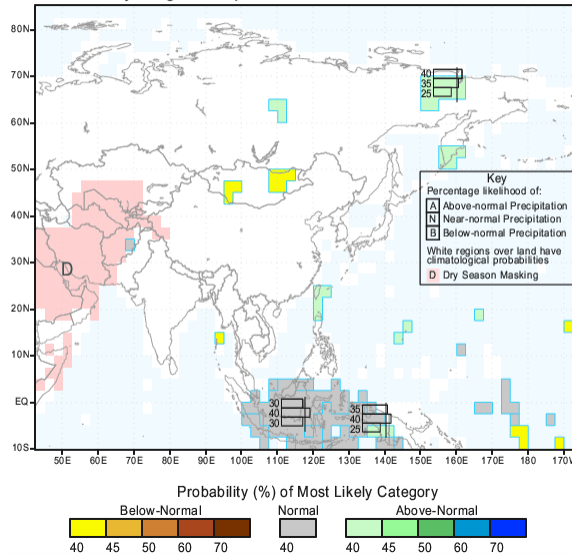 80N
70N
60N
50N
40N
30N
20N
10N
EQ
10S
50E 60E 70E 80E 90E 100E 110E 120E 130E 140E 150E 160E 170E 180 170W
40
35
25
D
30
40
30
35
40
25
Key
Percentage likelihood of:
A Above-normal Precipitation
N Near-normal Precipitation
B Below-normal Precipitation
White regions over land have
climatological probabilities
D Dry Season Masking
Probability (%) of Most Likely Category
Below-Normal Normal Above-Normal
40 45 50 60 70 40 40 45 50 60 70